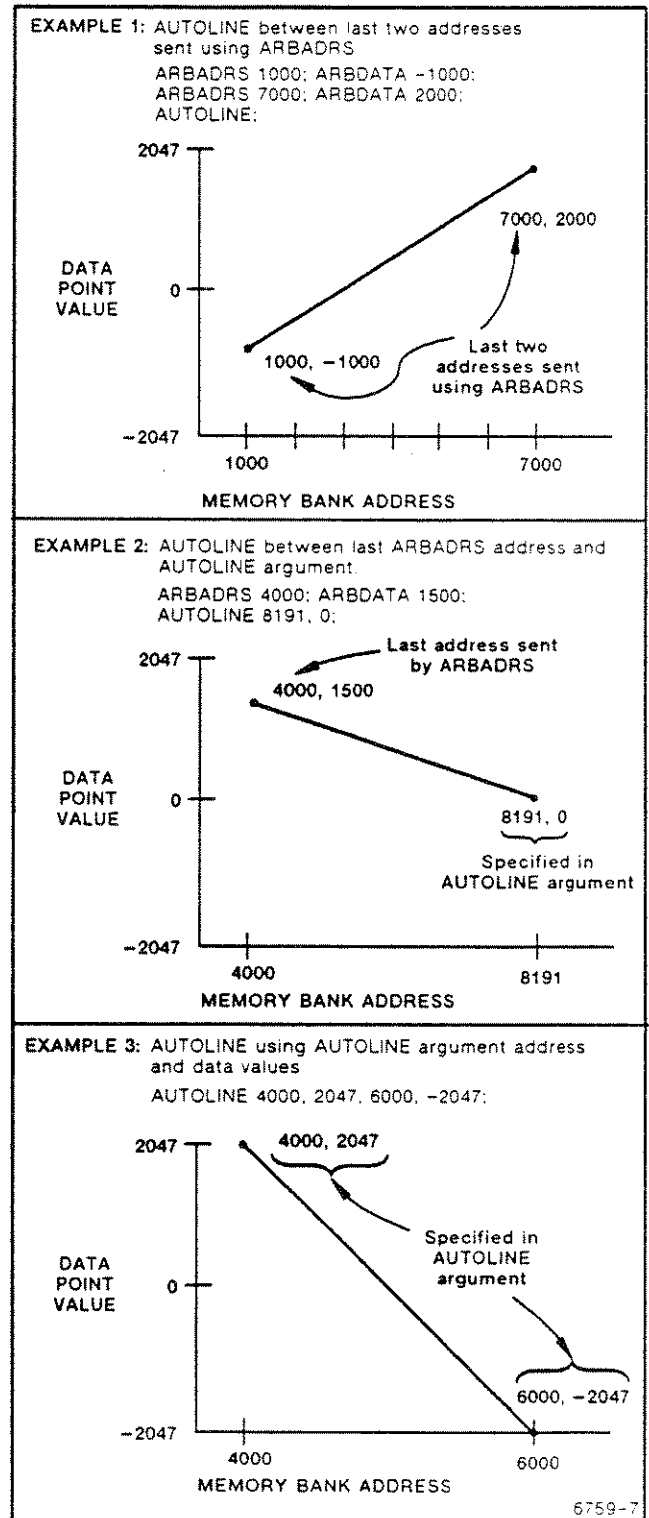 EXAMPLE 1: AUTOLINE between last two addresses
sent using ARBADRS
ARBADRS 1000; ARBDATA -1000;
ARBADRS 7000; ARBDATA 2000;
AUTOLINE;
2047
7000, 2000
DATA
POINT
VALUE
0
1000, -1000
Last two
addresses sent
using ARBADRS
-2047
1000
7000
MEMORY BANK ADDRESS
EXAMPLE 2: AUTOLINE between last ARBADRS address and
AUTOLINE argument.
ARBADRS 4000; ARBDATA 1500;
AUTOLINE 8191, 0;
2047
Last address sent
by ARBADRS
4000, 1500
DATA
POINT
VALUE
0
8191, 0
Specified in
AUTOLINE argument
-2047
4000
8191
MEMORY BANK ADDRESS
EXAMPLE 3: AUTOLINE using AUTOLINE argument address
and data values
AUTOLINE 4000, 2047, 6000, -2047;
2047
4000, 2047
Specified in
AUTOLINE
argument
DATA
POINT
VALUE
0
6000, -2047
-2047
4000
6000
MEMORY BANK ADDRESS
6759-7